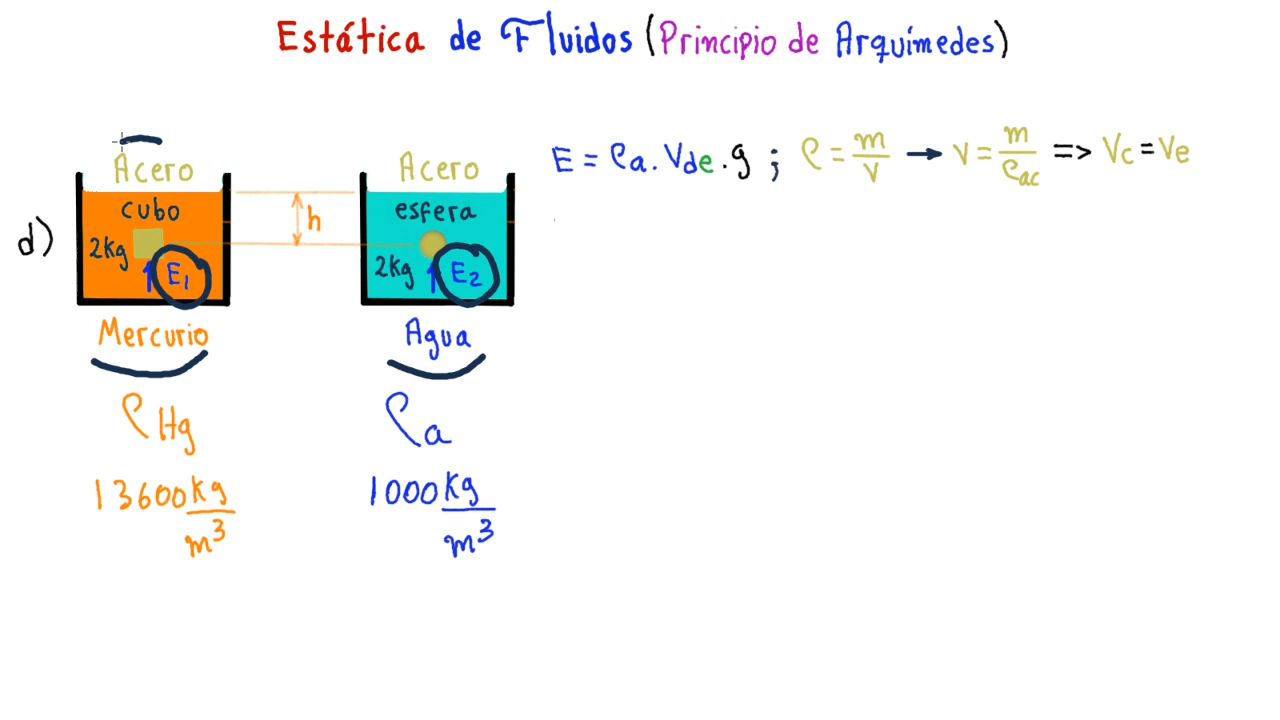 Estática de Fluidos (Principio de Arquímedes)
E = ρa. Vde . g ; ρ = m/V → V = m/ρac => Vc = Ve
d)
Acero
cubo
2kg
E1
Mercurio
ρHg
13600 kg/m³
h
Acero
esfera
2kg
E2
Agua
ρa
1000 kg/m³